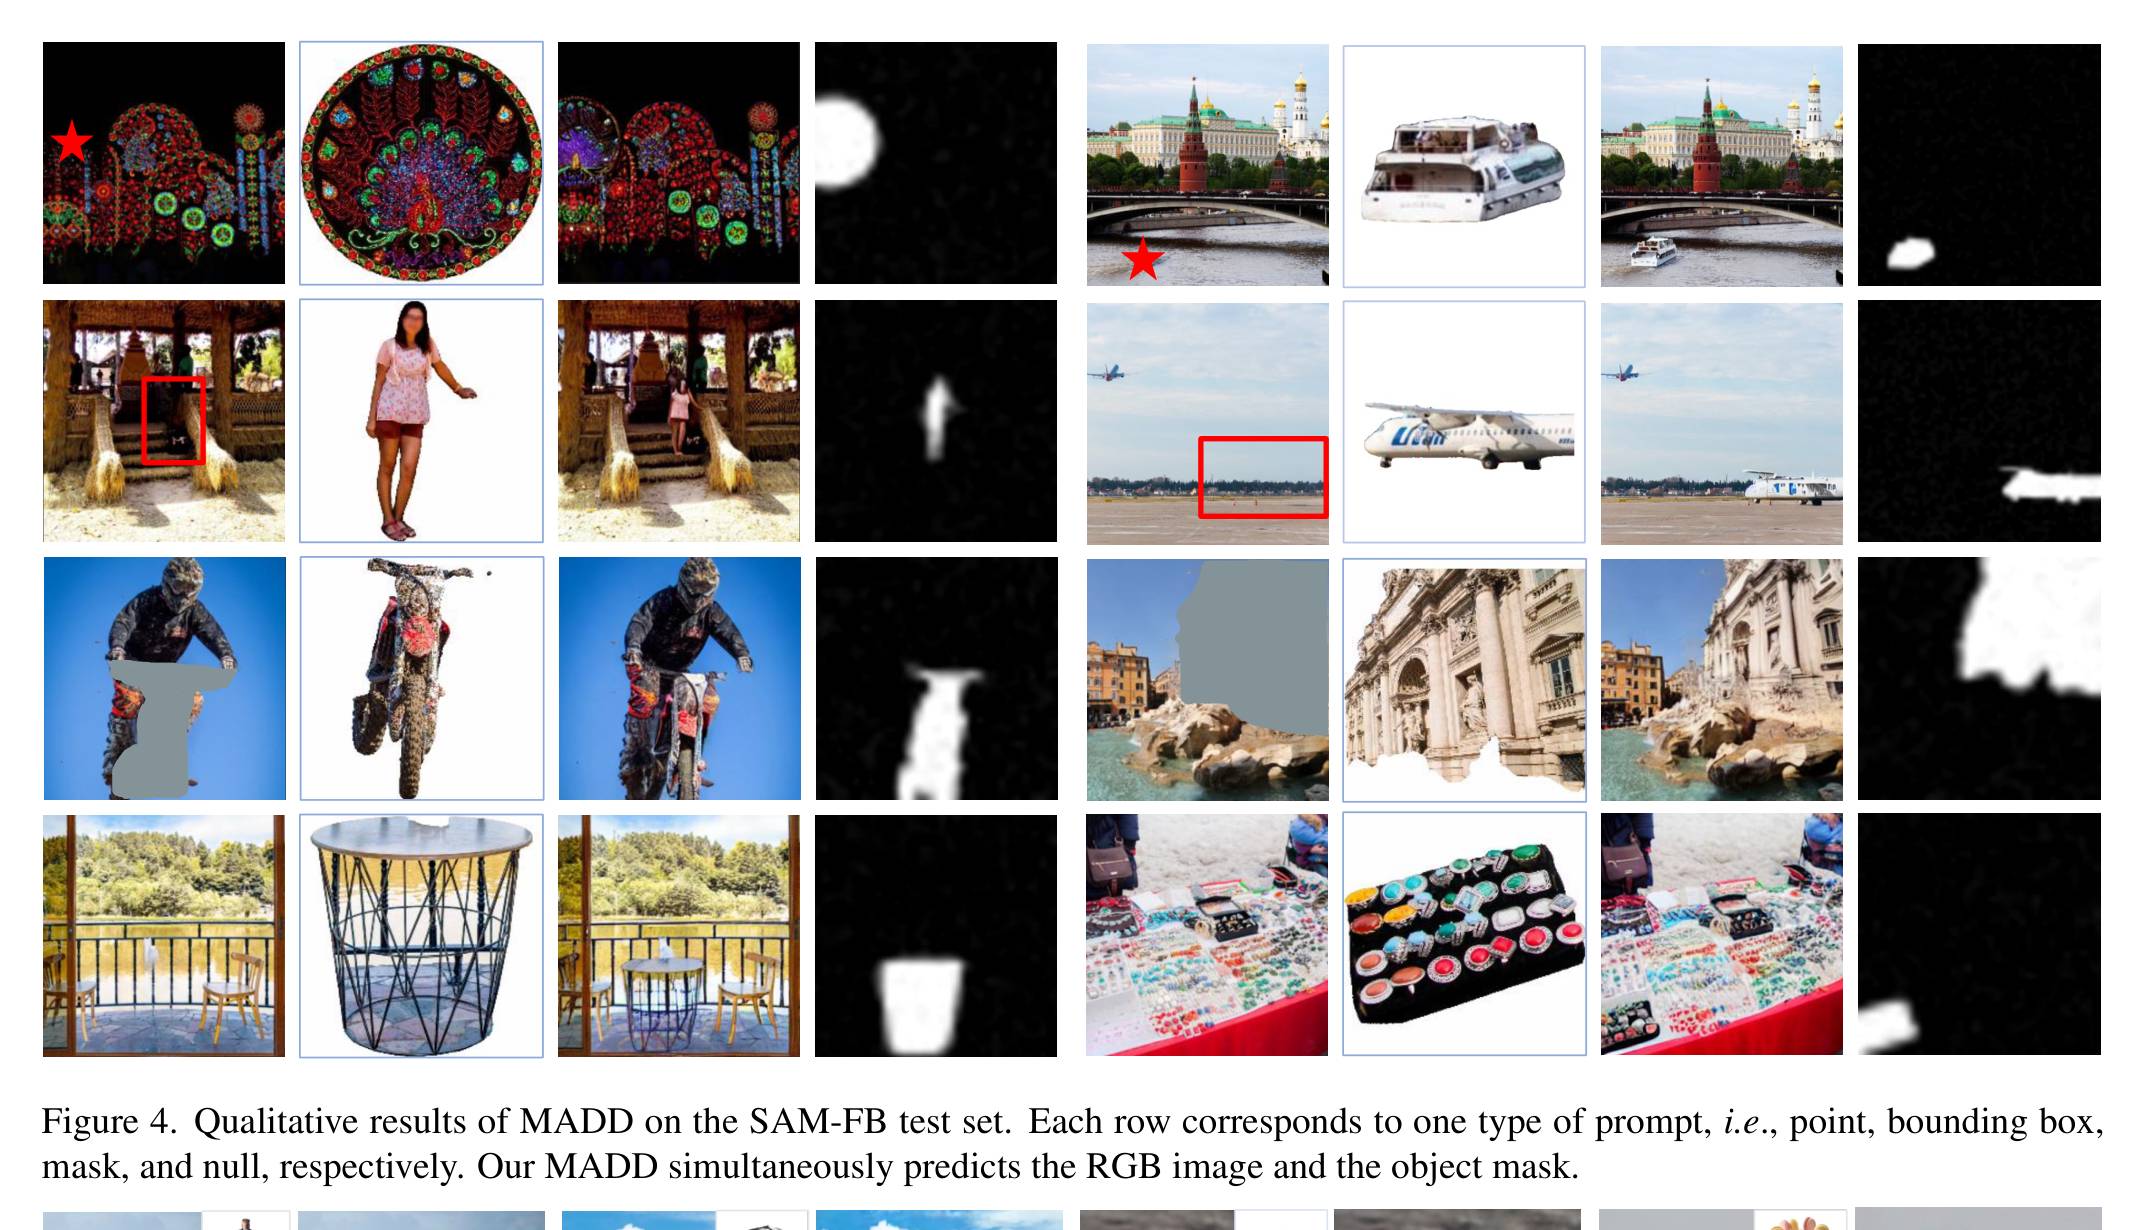 Figure 4. Qualitative results of MADD on the SAM-FB test set. Each row corresponds to one type of prompt, i.e., point, bounding box,
mask, and null, respectively. Our MADD simultaneously predicts the RGB image and the object mask.